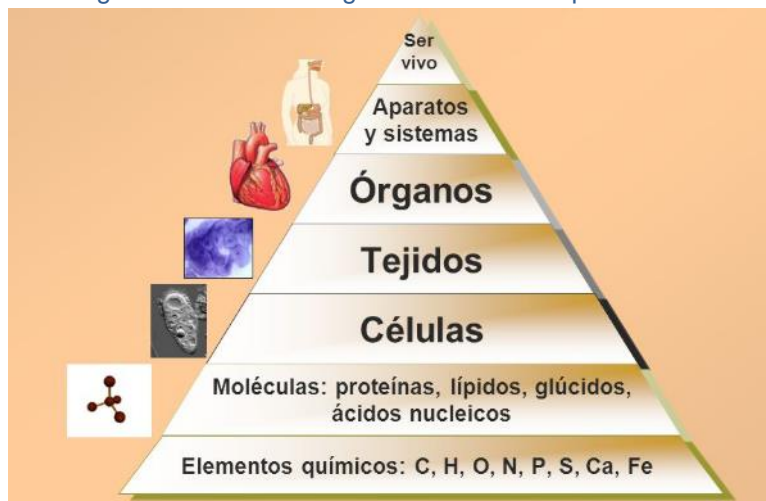 Ser
vivo
Aparatos
y sistemas
Órganos
Tejidos
Células
Moléculas: proteínas, lípidos, glúcidos,
ácidos nucleicos
Elementos químicos: C, H, O, N, P, S, Ca, Fe